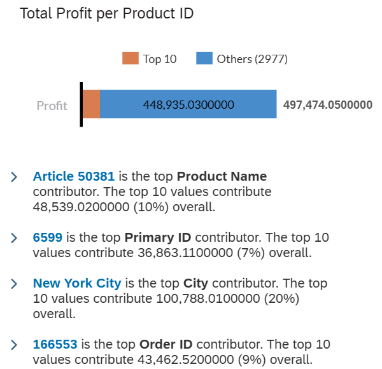 Total Profit per Product ID
Top 10 Others (2977)
Profit 448,935.0300000 497,474.0500000
Article 50381 is the top Product Name
contributor. The top 10 values contribute
48,539.0200000 (10%) overall.
6599 is the top Primary ID contributor. The top 10
values contribute 36,863.1100000 (7%) overall.
New York City is the top City contributor. The top
10 values contribute 100,788.0100000 (20%)
overall.
166553 is the top Order ID contributor. The top 10
values contribute 43,462.5200000 (9%) overall.